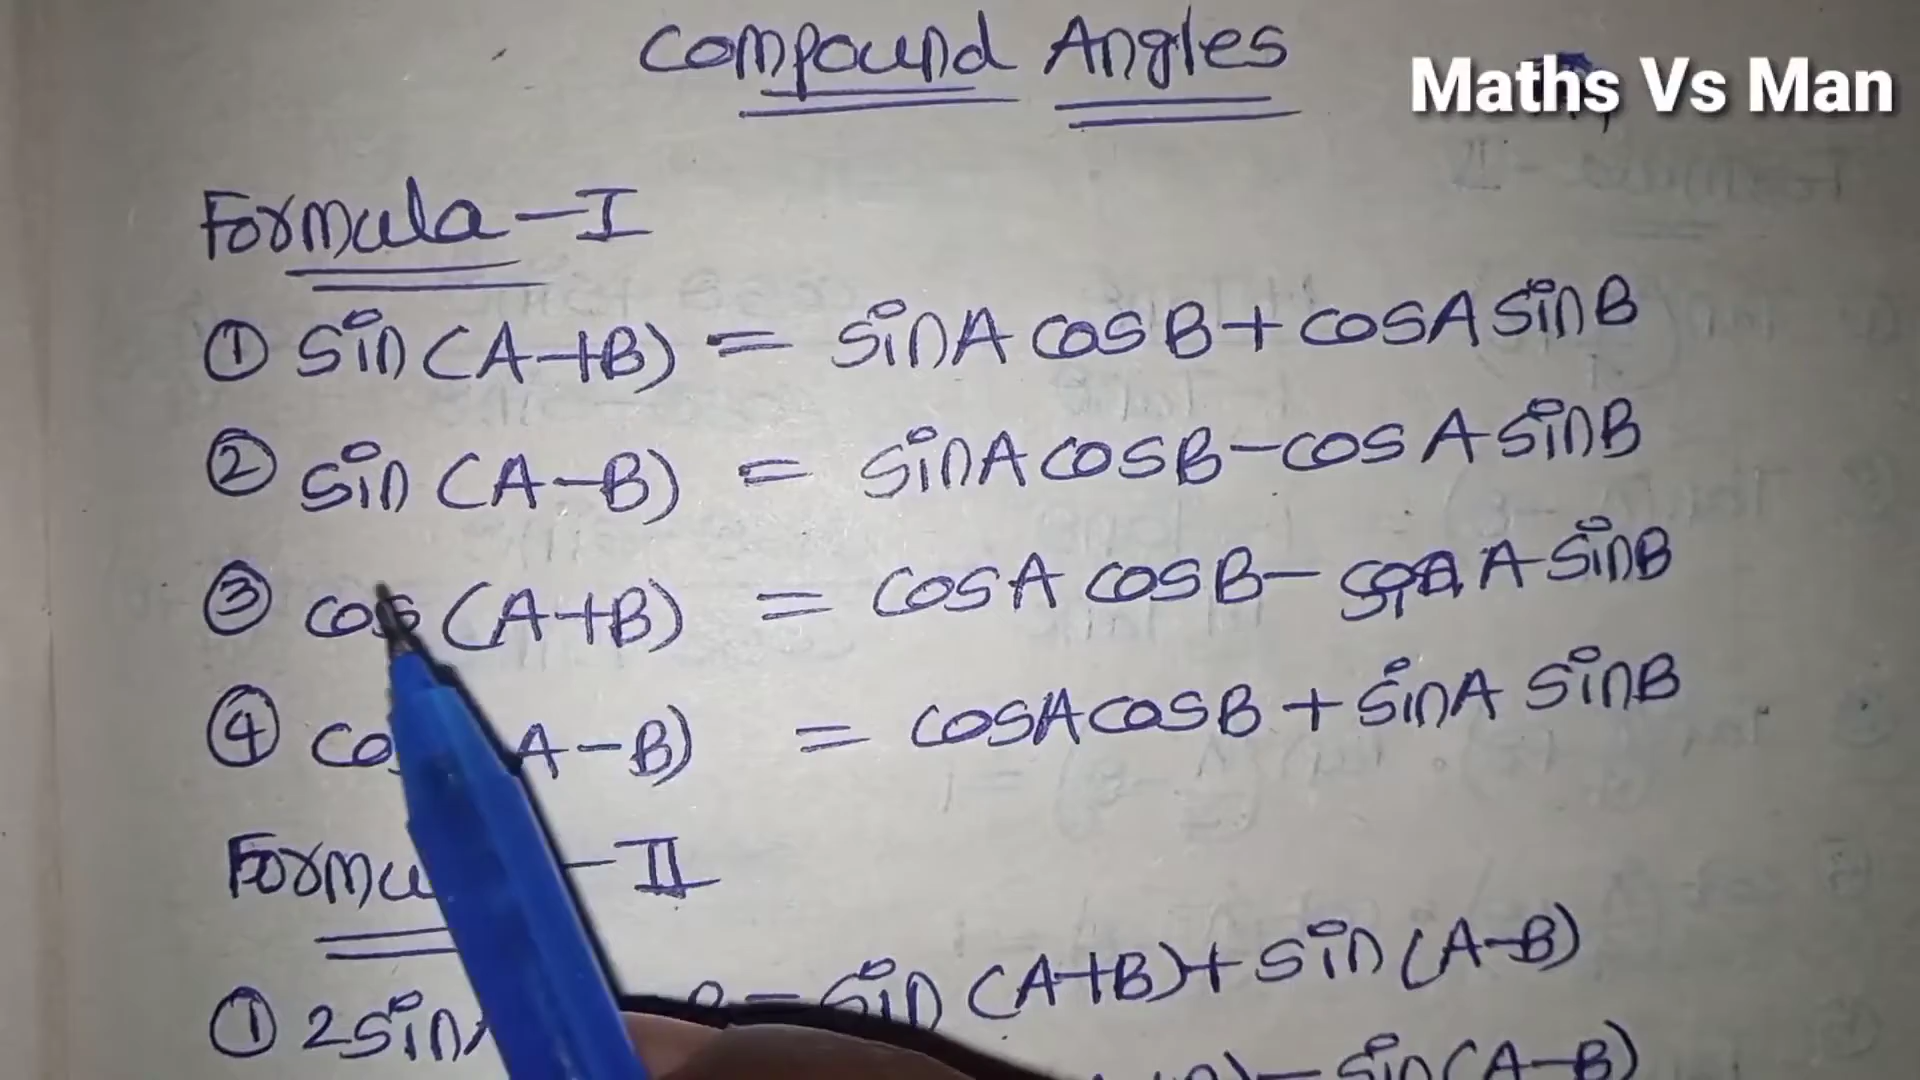 Compound Angles
Maths Vs Man
Formula - I
① sin (A+B) = sinA cosB + cosA sinB
② sin (A-B) = sinA cosB - cosA sinB
③ cos (A+B) = cosA cosB - sinA sinB
④ A-B) = cosA cosB + sinA sinB
- II
① 2sin = sin (A+B) + sin (A-B)
- sin (A-B)